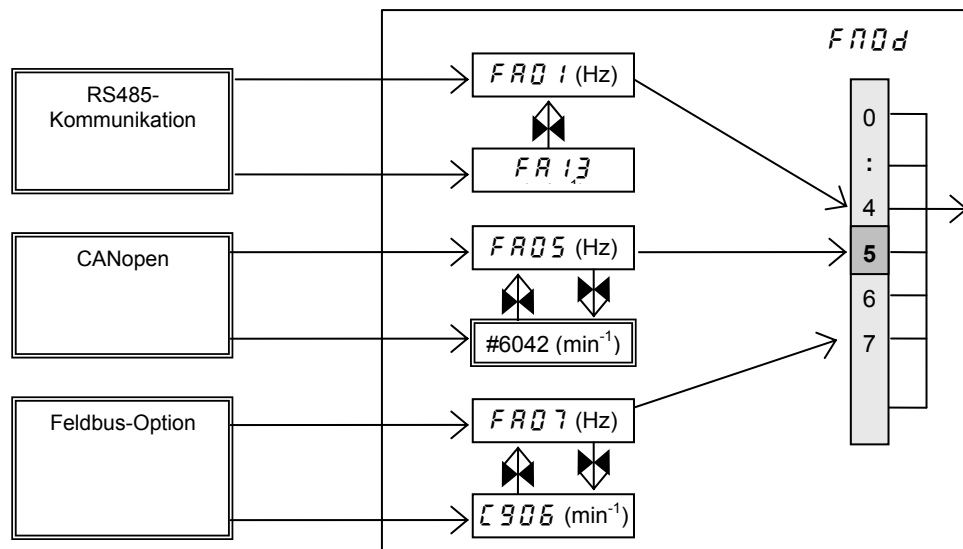 FMOd
RS485-
Kommunikation
FA01 (Hz)
FA13
CANopen
FA05 (Hz)
#6042 (min⁻¹)
Feldbus-Option
FA07 (Hz)
C906 (min⁻¹)
0
:
4
5
6
7